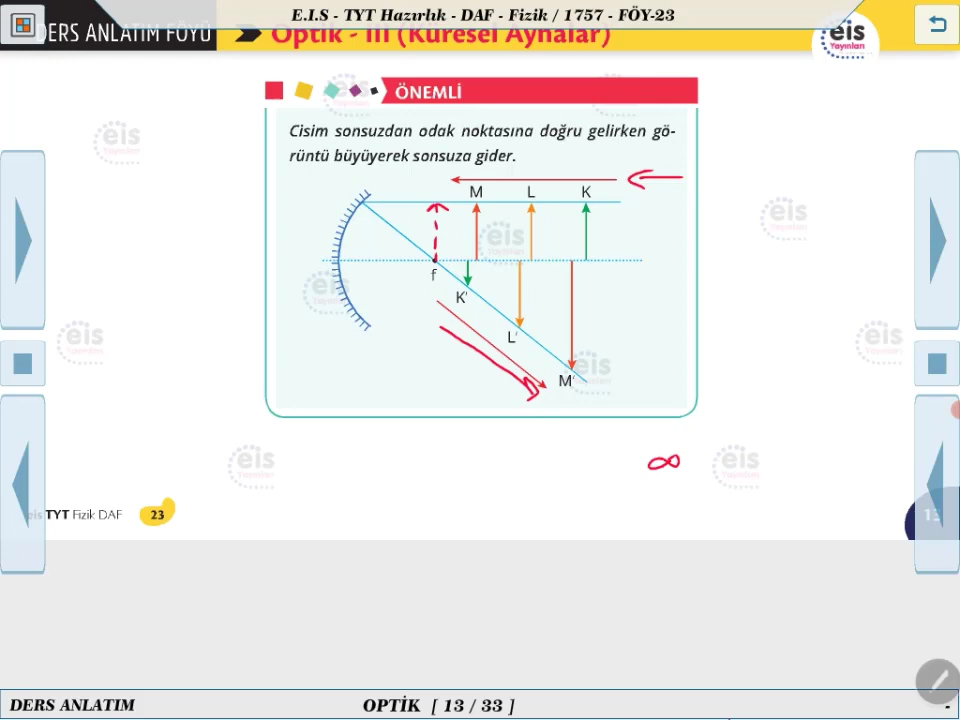 E.I.S - TYT Hazırlık - DAF - Fizik / 1757 - FÖY-23
DERS ANLATIM FÖYÜ
Optik - III (Küresel Aynalar)
eis
Yayınları
ÖNEMLİ
Cisim sonsuzdan odak noktasına doğru gelirken gö-
rüntü büyüyerek sonsuza gider.
M L K
f
K'
L'
M'
∞
eis TYT Fizik DAF 23
13
DERS ANLATIM
OPTİK [ 13 / 33 ]
-